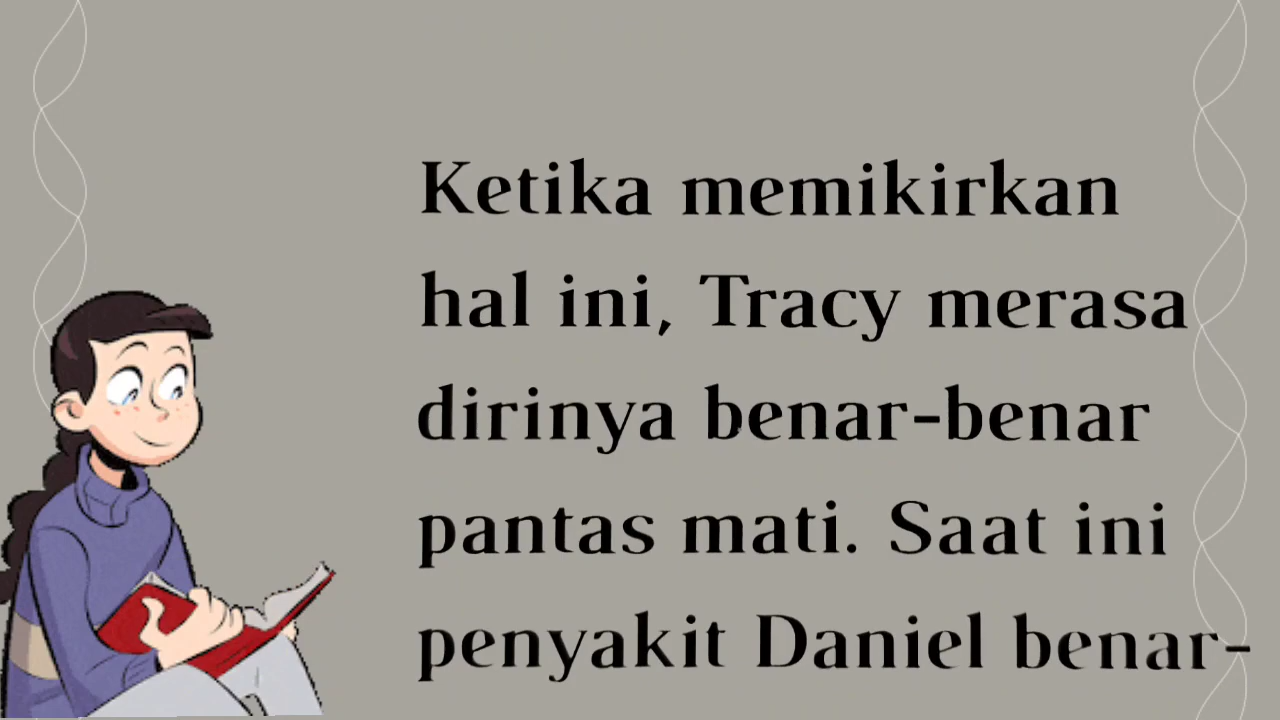 Ketika memikirkan
hal ini, Tracy merasa
dirinya benar-benar
pantas mati. Saat ini
penyakit Daniel benar-